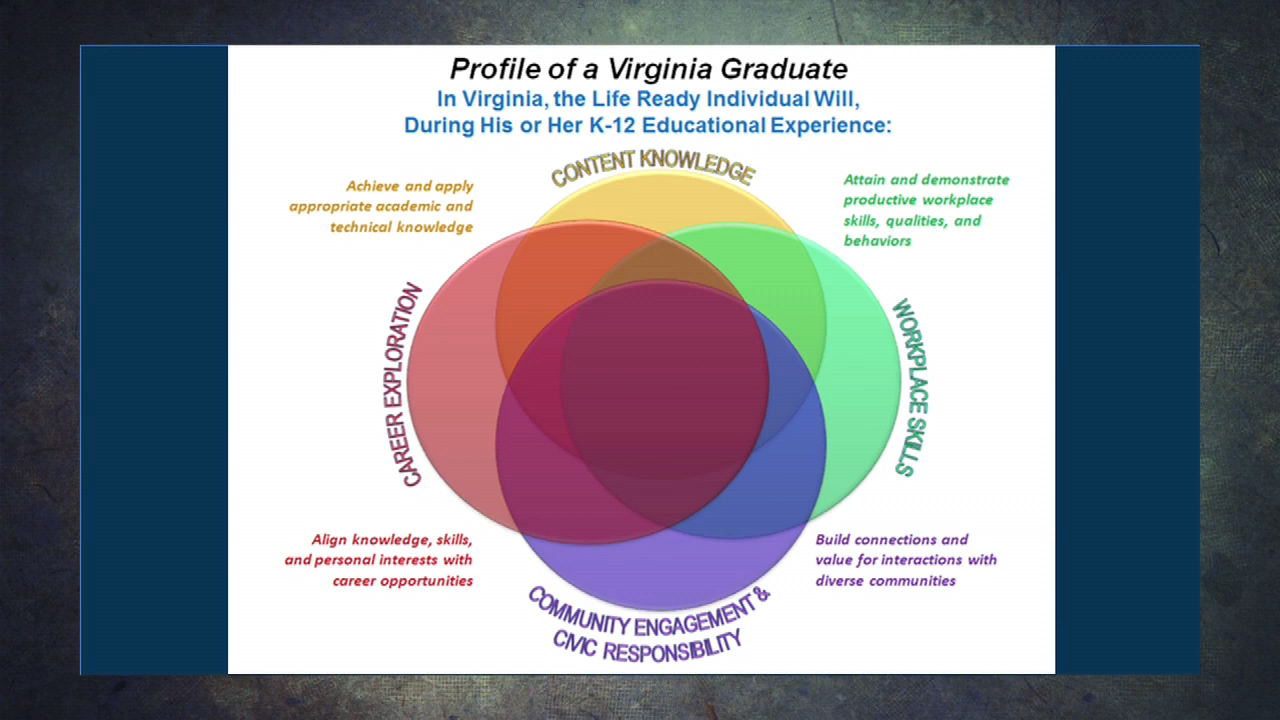 Profile of a Virginia Graduate
In Virginia, the Life Ready Individual Will,
During His or Her K-12 Educational Experience:
CONTENT KNOWLEDGE
Achieve and apply
appropriate academic and
technical knowledge
Attain and demonstrate
productive workplace
skills, qualities, and
behaviors
CAREER EXPLORATION
WORKPLACE SKILLS
Align knowledge, skills,
and personal interests with
career opportunities
Build connections and
value for interactions with
diverse communities
COMMUNITY ENGAGEMENT &
CIVIC RESPONSIBILITY